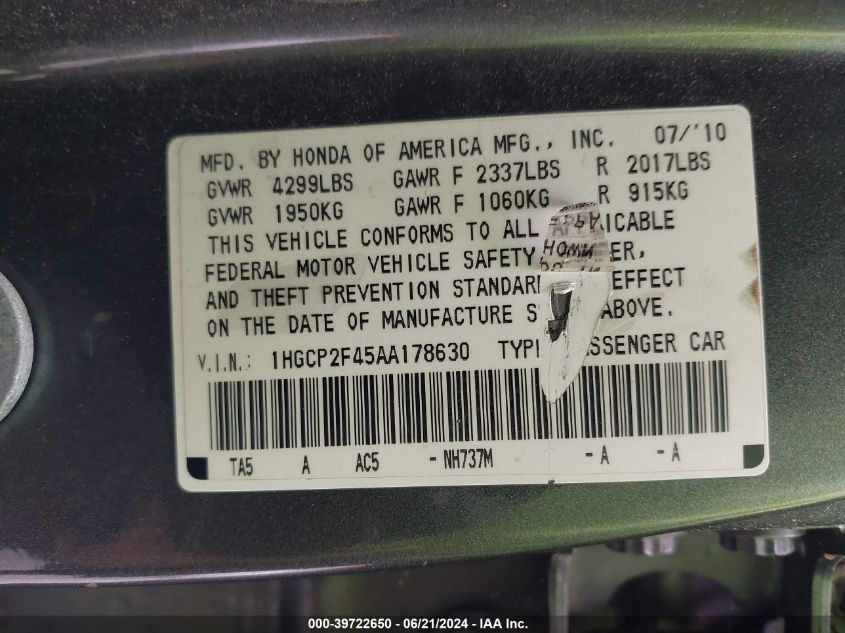 MFD. BY HONDA OF AMERICA MFG., INC. 07/'10
GVWR 4299LBS GAWR F 2337LBS R 2017LBS
GVWR 1950KG GAWR F 1060KG R 915KG
THIS VEHICLE CONFORMS TO ALL ICABLE
FEDERAL MOTOR VEHICLE SAFETY, ER,
AND THEFT PREVENTION STANDAR EFFECT
ON THE DATE OF MANUFACTURE S ABOVE.
V.I.N.: 1HGCP2F45AA178630 TYP SSENGER CAR
TA5 A AC5 - NH737M - A - A
000-39722650 - 06/21/2024 - IAA Inc.